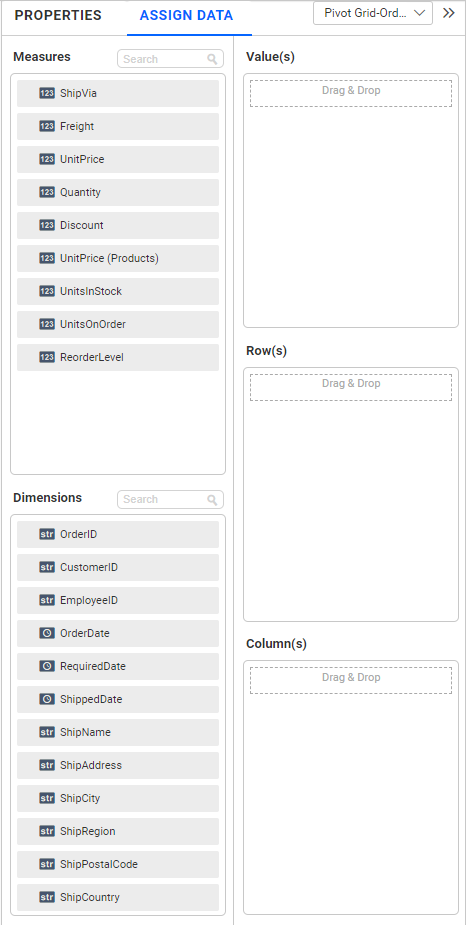 PROPERTIES
ASSIGN DATA
Pivot Grid-Ord...
Measures
Search
123 ShipVia
123 Freight
123 UnitPrice
123 Quantity
123 Discount
123 UnitPrice (Products)
123 UnitsInStock
123 UnitsOnOrder
123 ReorderLevel
Dimensions
Search
str OrderID
str CustomerID
str EmployeeID
OrderDate
RequiredDate
ShippedDate
str ShipName
str ShipAddress
str ShipCity
str ShipRegion
str ShipPostalCode
str ShipCountry
Value(s)
Drag & Drop
Row(s)
Drag & Drop
Column(s)
Drag & Drop